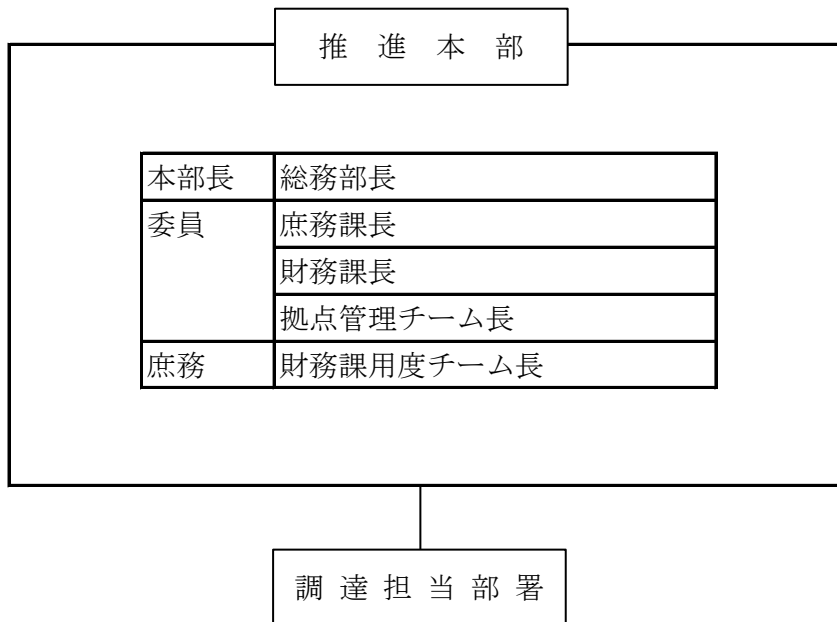 推進本部
本部長 総務部長
委員 庶務課長
財務課長
拠点管理チーム長
庶務 財務課用度チーム長
調達担当部署